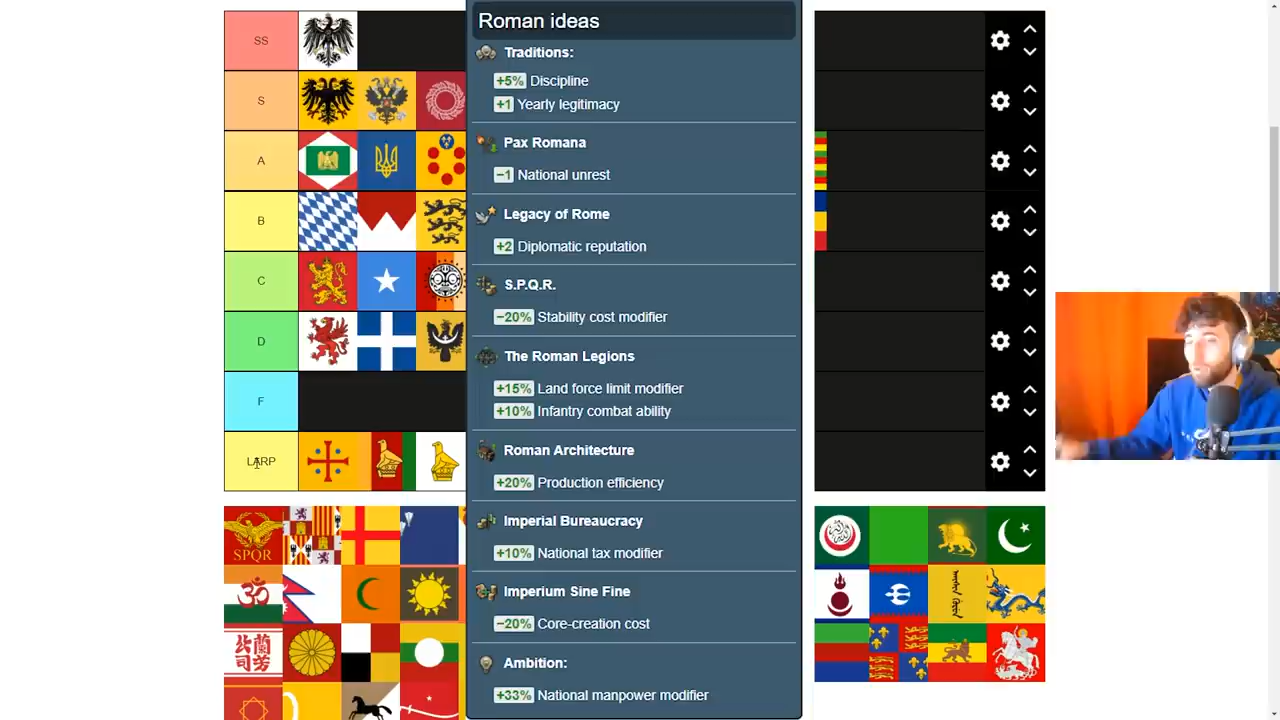 Roman ideas
Traditions:
+5% Discipline
+1 Yearly legitimacy
Pax Romana
−1 National unrest
Legacy of Rome
+2 Diplomatic reputation
S.P.Q.R.
−20% Stability cost modifier
The Roman Legions
+15% Land force limit modifier
+10% Infantry combat ability
Roman Architecture
+20% Production efficiency
Imperial Bureaucracy
+10% National tax modifier
Imperium Sine Fine
−20% Core-creation cost
Ambition:
+33% National manpower modifier
SS
S
A
B
C
D
F
LARP
SPQR